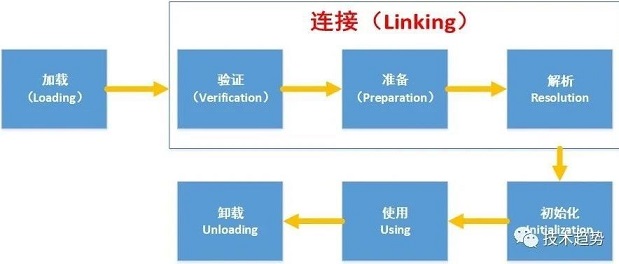 连接（Linking）
加载
（Loading）
验证
（Verification）
准备
（Preparation）
解析
Resolution
卸载
Unloading
使用
Using
初始化
Initialization
技术趋势